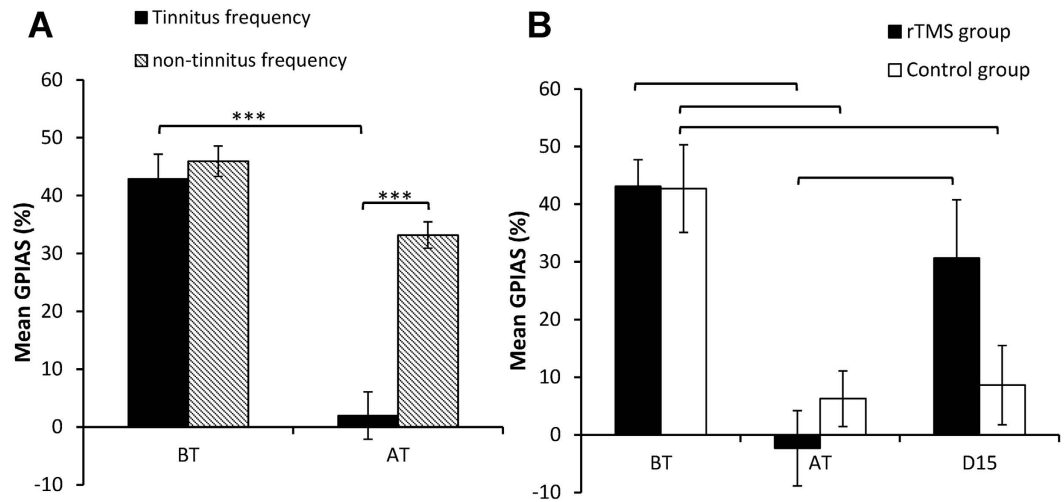 A
Tinnitus frequency
non-tinnitus frequency
Mean GPIAS (%)
60
50
40
30
20
10
0
-10
***
***
BT
AT
B
rTMS group
Control group
Mean GPIAS (%)
60
50
40
30
20
10
0
-10
BT
AT
D15